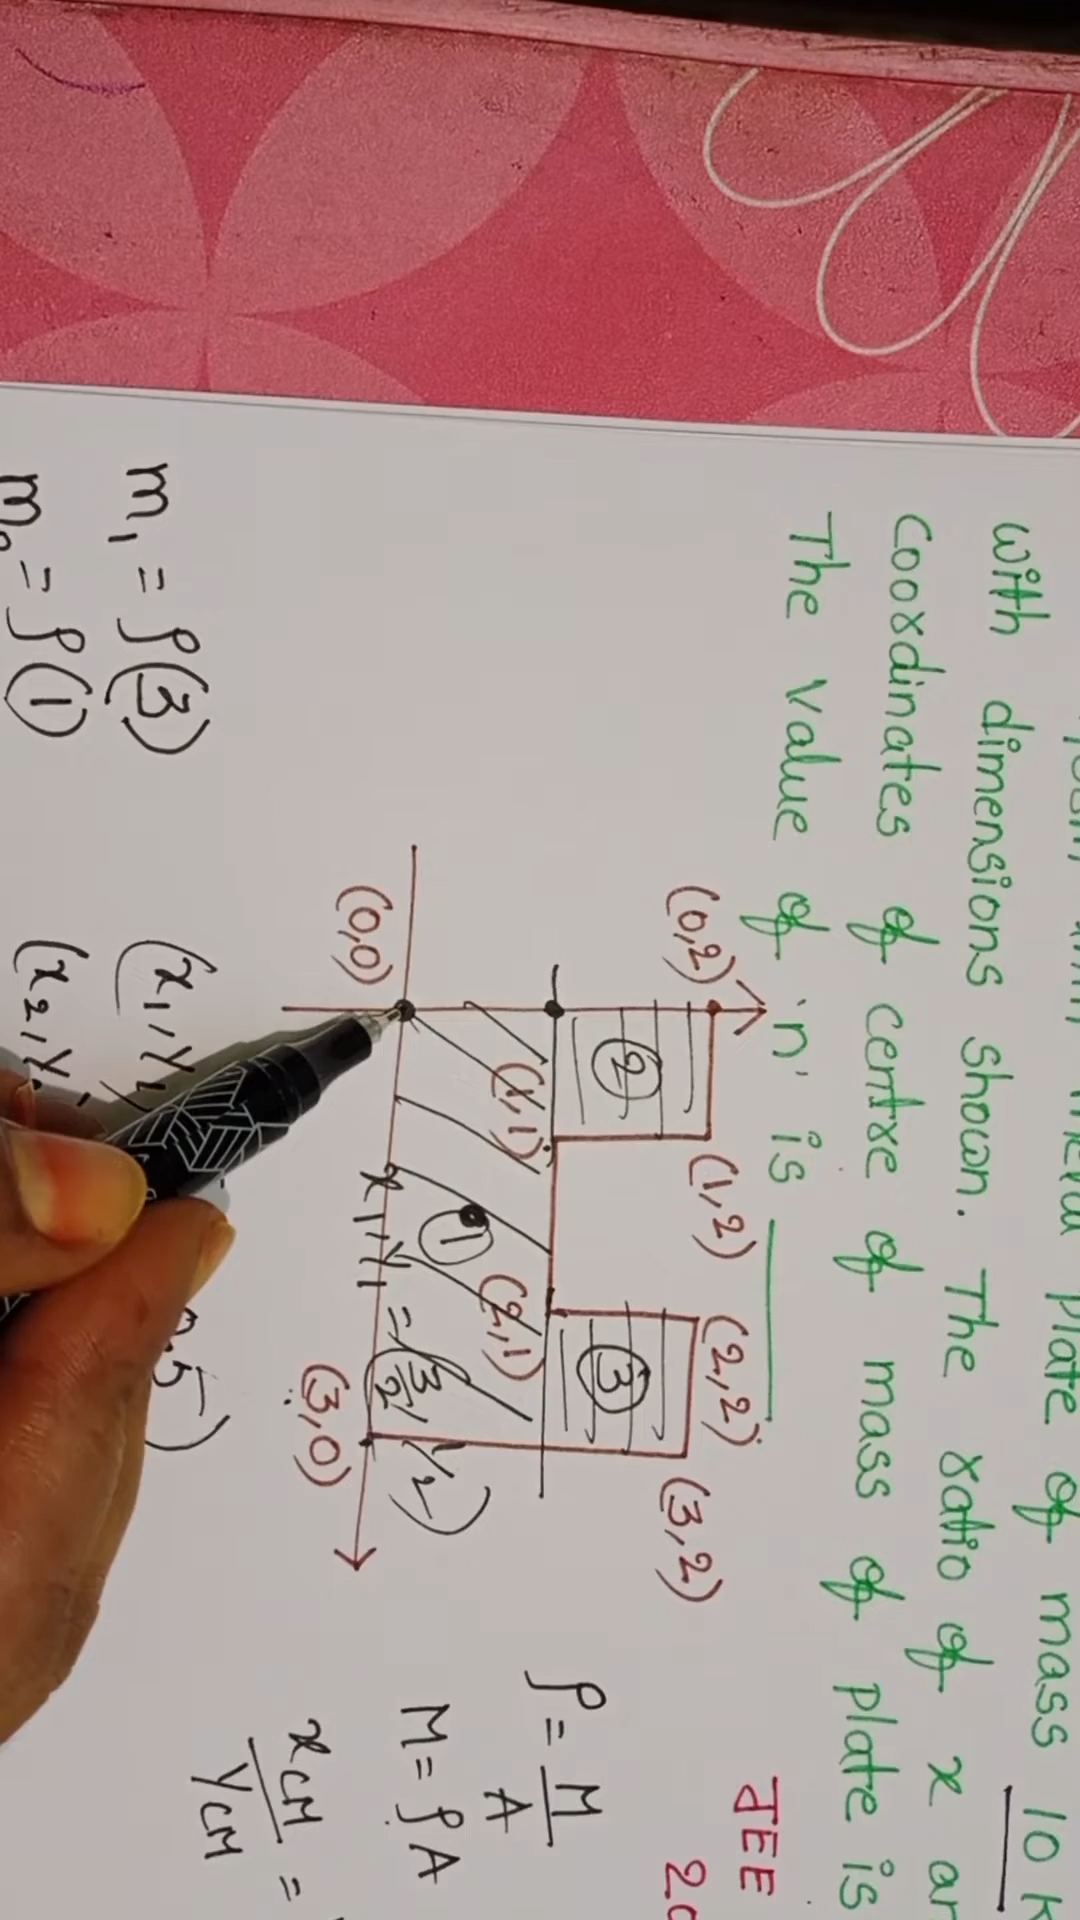 with dimensions shown. The ratio of x
Coordinates of centre of mass of plate is
The value of 'n' is
plate of mass 10
JEE
(0,2)
(1,2)
(2,2)
(3,2)
2
3
(1,1)
(2,1)
1
(0,0)
x₁,y₁ = (3/2, 1/2)
(3,0)
ρ = M/A
M = ρA
xCM/yCM =
m₁ = ρ(3)
(x₁,y₁)
= ρ(1)
(x₂,y